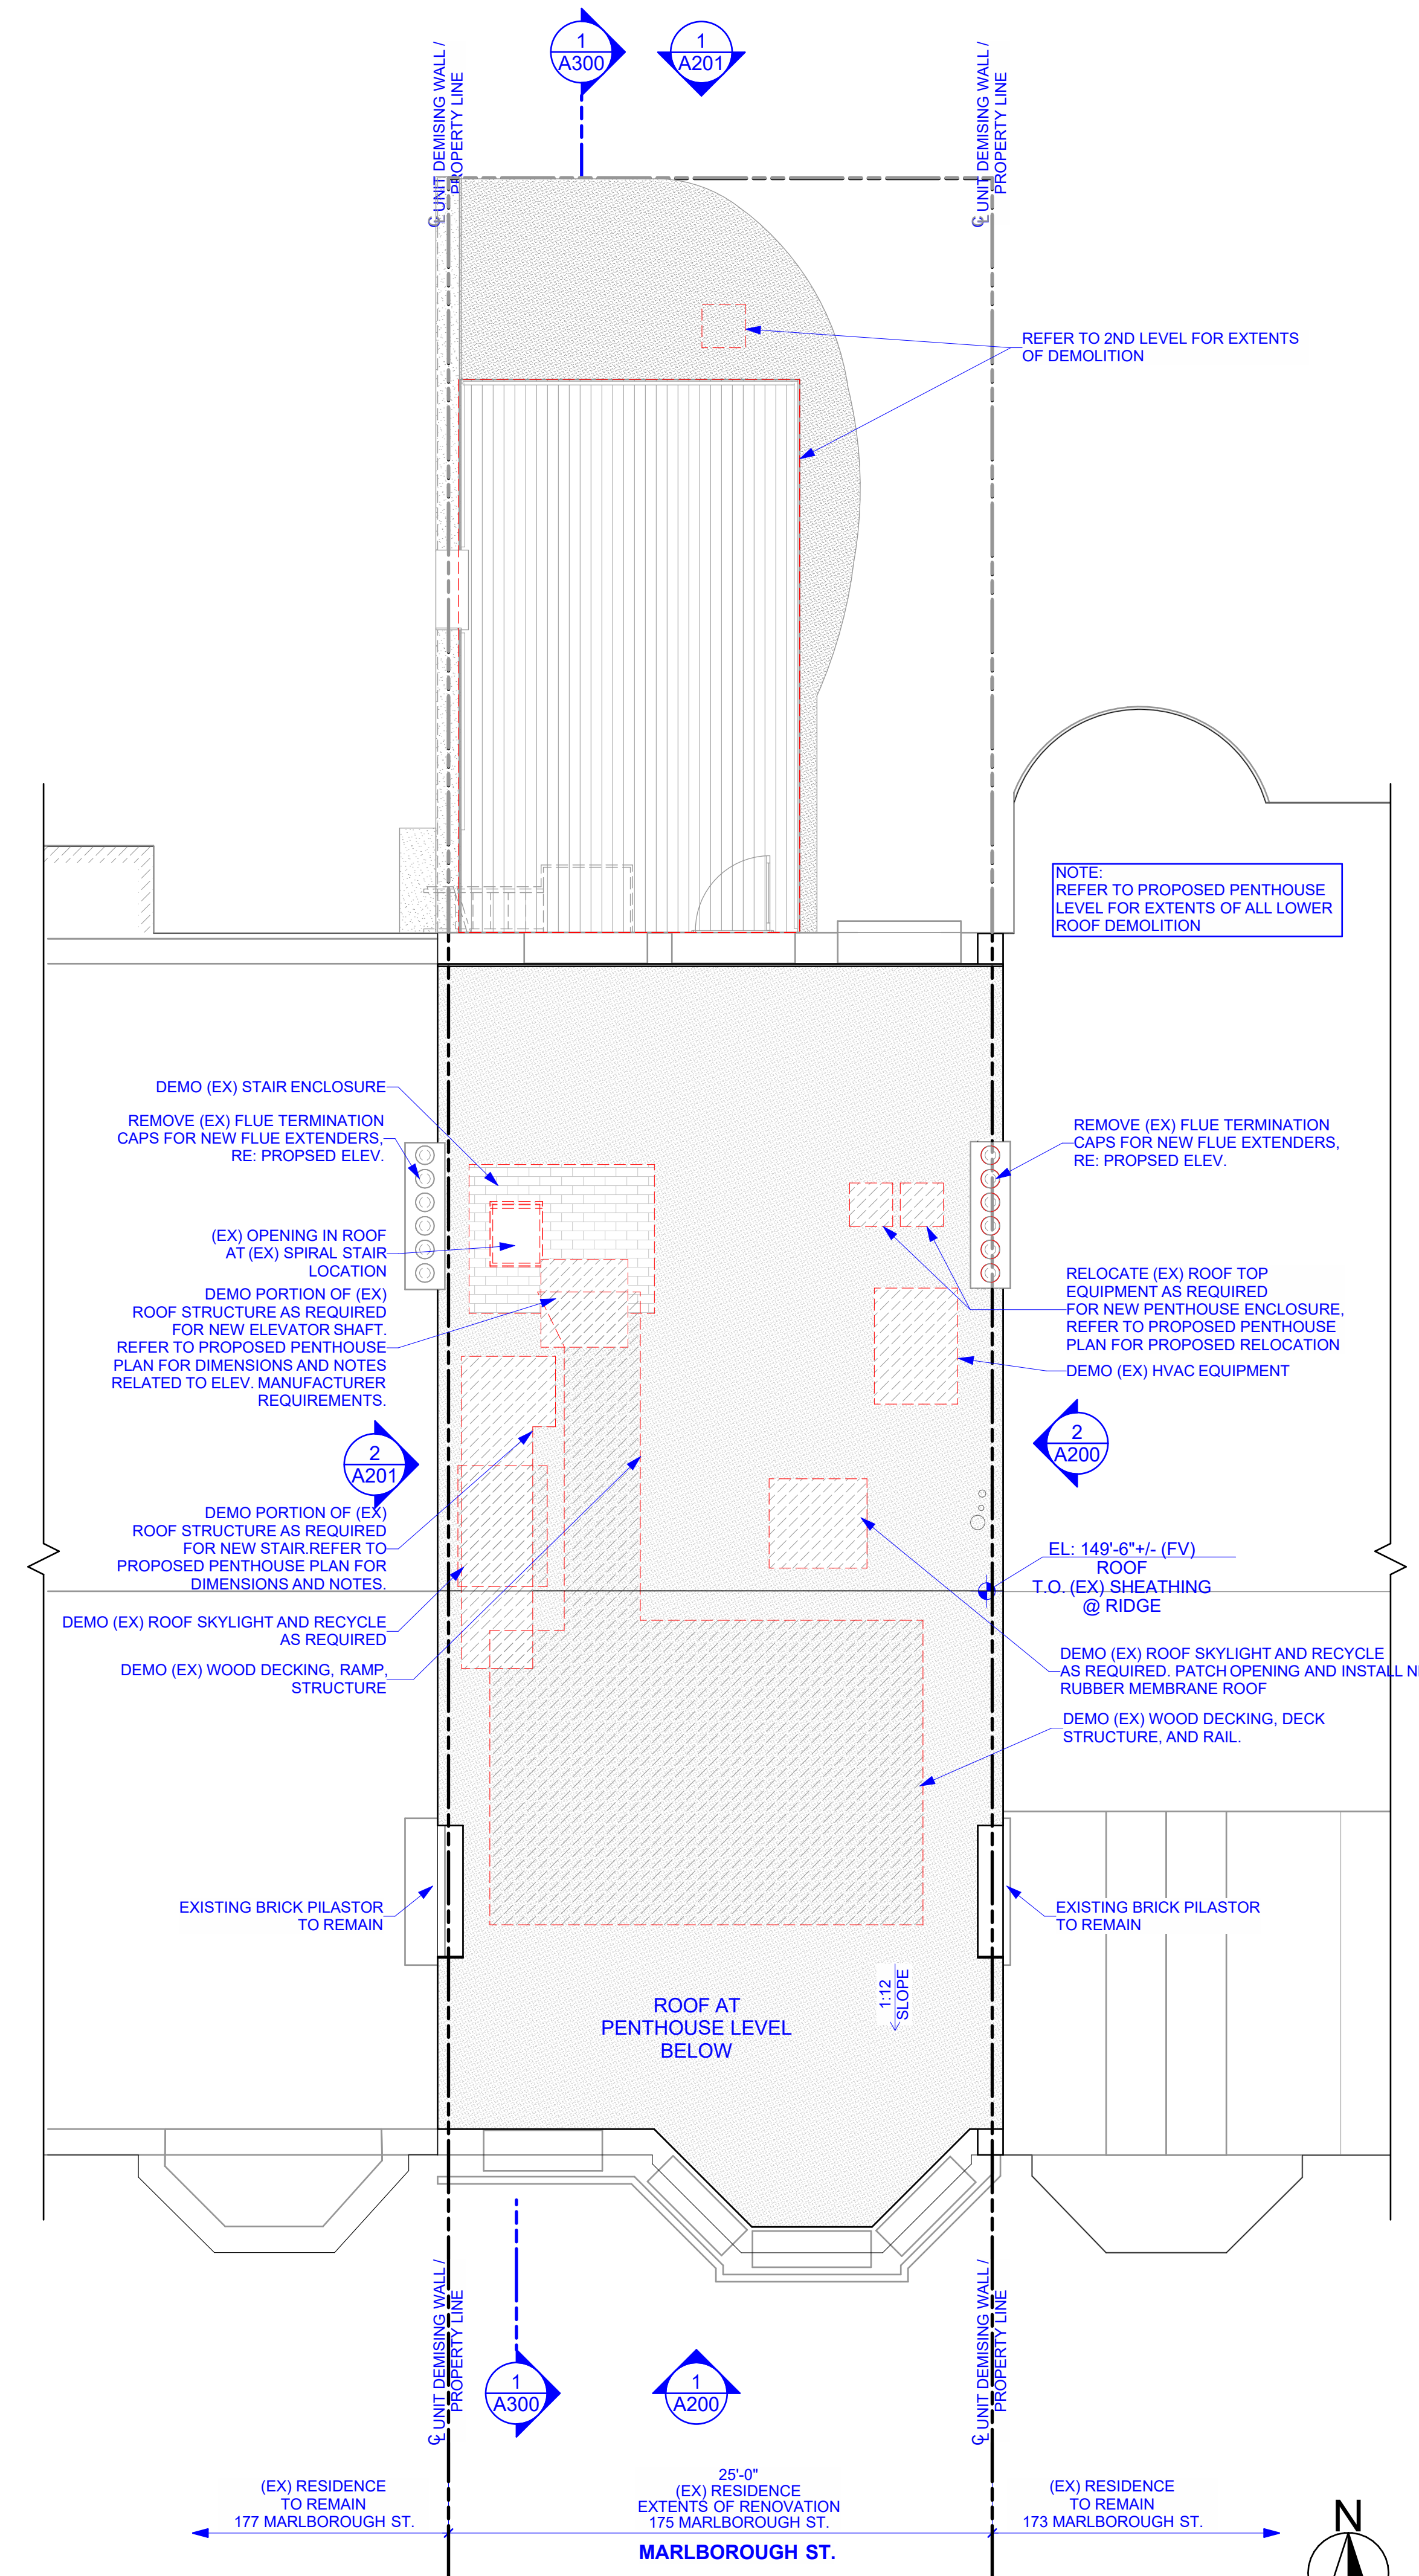 1
A300
1
A201
℄ UNIT DEMISING WALL /
PROPERTY LINE
℄ UNIT DEMISING WALL /
PROPERTY LINE
REFER TO 2ND LEVEL FOR EXTENTS
OF DEMOLITION
NOTE:
REFER TO PROPOSED PENTHOUSE
LEVEL FOR EXTENTS OF ALL LOWER
ROOF DEMOLITION
DEMO (EX) STAIR ENCLOSURE
REMOVE (EX) FLUE TERMINATION
CAPS FOR NEW FLUE EXTENDERS,
RE: PROPSED ELEV.
(EX) OPENING IN ROOF
AT (EX) SPIRAL STAIR
LOCATION
DEMO PORTION OF (EX)
ROOF STRUCTURE AS REQUIRED
FOR NEW ELEVATOR SHAFT.
REFER TO PROPOSED PENTHOUSE
PLAN FOR DIMENSIONS AND NOTES
RELATED TO ELEV. MANUFACTURER
REQUIREMENTS.
2
A201
DEMO PORTION OF (EX)
ROOF STRUCTURE AS REQUIRED
FOR NEW STAIR.REFER TO
PROPOSED PENTHOUSE PLAN FOR
DIMENSIONS AND NOTES.
DEMO (EX) ROOF SKYLIGHT AND RECYCLE
AS REQUIRED
DEMO (EX) WOOD DECKING, RAMP,
STRUCTURE
EXISTING BRICK PILASTOR
TO REMAIN
REMOVE (EX) FLUE TERMINATION
CAPS FOR NEW FLUE EXTENDERS,
RE: PROPSED ELEV.
RELOCATE (EX) ROOF TOP
EQUIPMENT AS REQUIRED
FOR NEW PENTHOUSE ENCLOSURE,
REFER TO PROPOSED PENTHOUSE
PLAN FOR PROPOSED RELOCATION
DEMO (EX) HVAC EQUIPMENT
2
A200
EL: 149'-6"+/- (FV)
ROOF
T.O. (EX) SHEATHING
@ RIDGE
DEMO (EX) ROOF SKYLIGHT AND RECYCLE
AS REQUIRED. PATCH OPENING AND INSTALL
RUBBER MEMBRANE ROOF
DEMO (EX) WOOD DECKING, DECK
STRUCTURE, AND RAIL.
EXISTING BRICK PILASTOR
TO REMAIN
1:12
SLOPE
ROOF AT
PENTHOUSE LEVEL
BELOW
℄ UNIT DEMISING WALL /
PROPERTY LINE
℄ UNIT DEMISING WALL /
PROPERTY LINE
1
A300
1
A200
(EX) RESIDENCE
TO REMAIN
177 MARLBOROUGH ST.
25'-0"
(EX) RESIDENCE
EXTENTS OF RENOVATION
175 MARLBOROUGH ST.
(EX) RESIDENCE
TO REMAIN
173 MARLBOROUGH ST.
MARLBOROUGH ST.
N